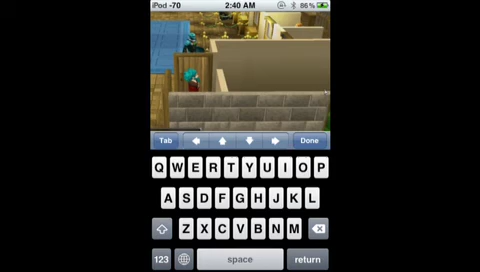 iPod -70 2:40 AM 86%
Tab Done
Q W E R T Y U I O P
A S D F G H J K L
Z X C V B N M
123 space return